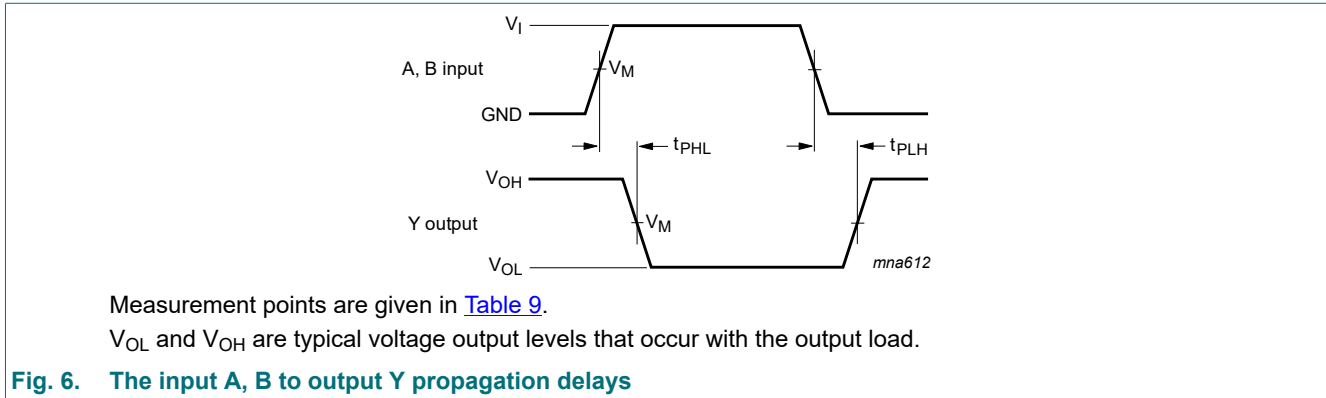 V_I
A, B input
V_M
GND
t_PHL
t_PLH
V_OH
Y output
V_M
V_OL
mna612
Measurement points are given in Table 9.
V_OL and V_OH are typical voltage output levels that occur with the output load.
Fig. 6. The input A, B to output Y propagation delays